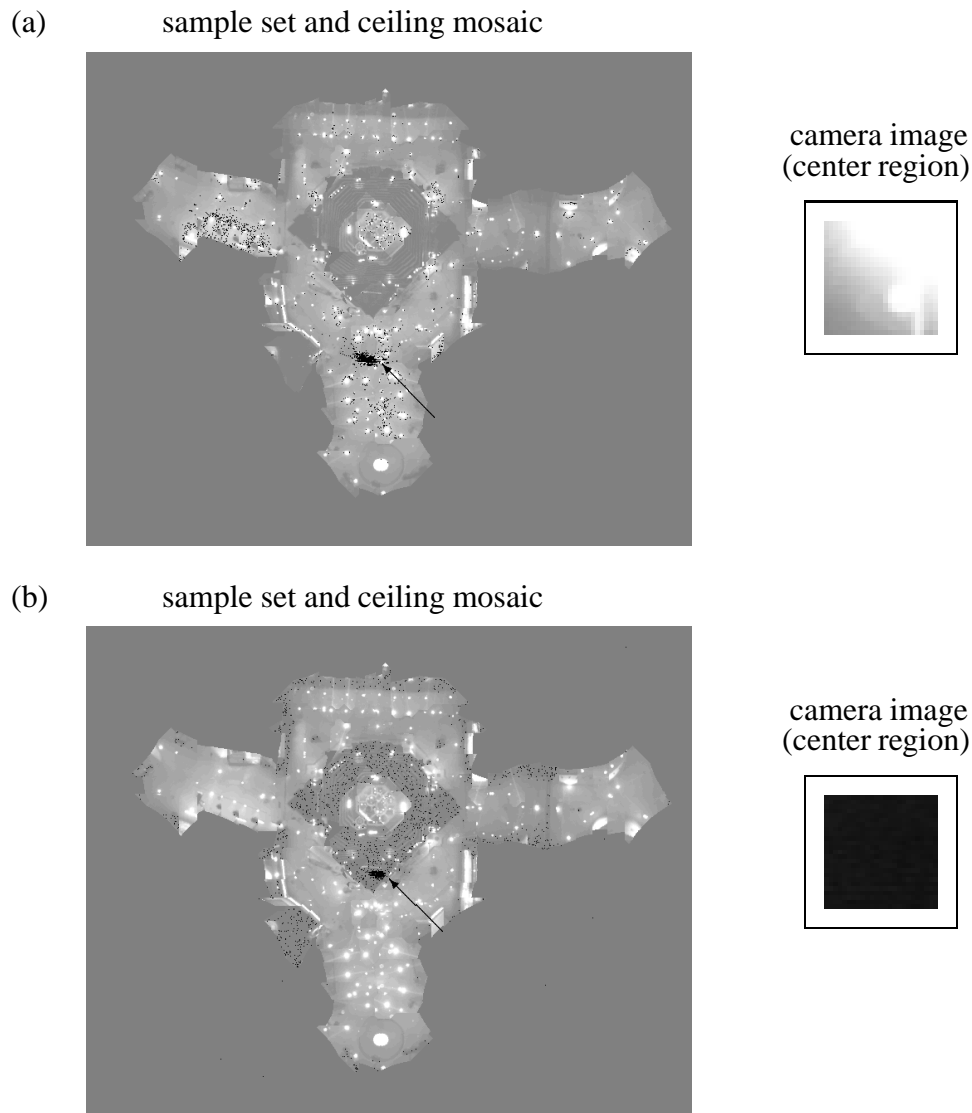 (a)
sample set and ceiling mosaic
camera image
(center region)
(b)
sample set and ceiling mosaic
camera image
(center region)